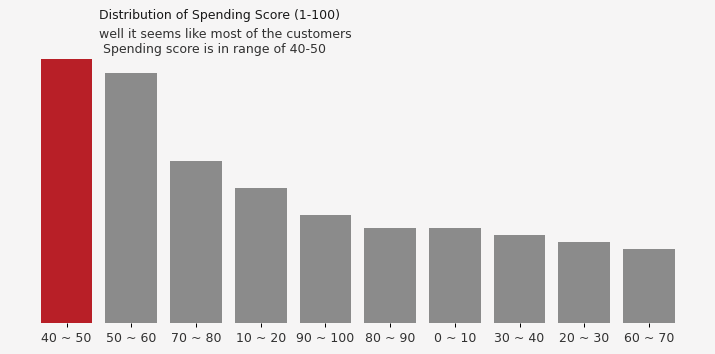 Distribution of Spending Score (1-100)
well it seems like most of the customers
Spending score is in range of 40-50
40 ~ 50 50 ~ 60 70 ~ 80 10 ~ 20 90 ~ 100 80 ~ 90 0 ~ 10 30 ~ 40 20 ~ 30 60 ~ 70